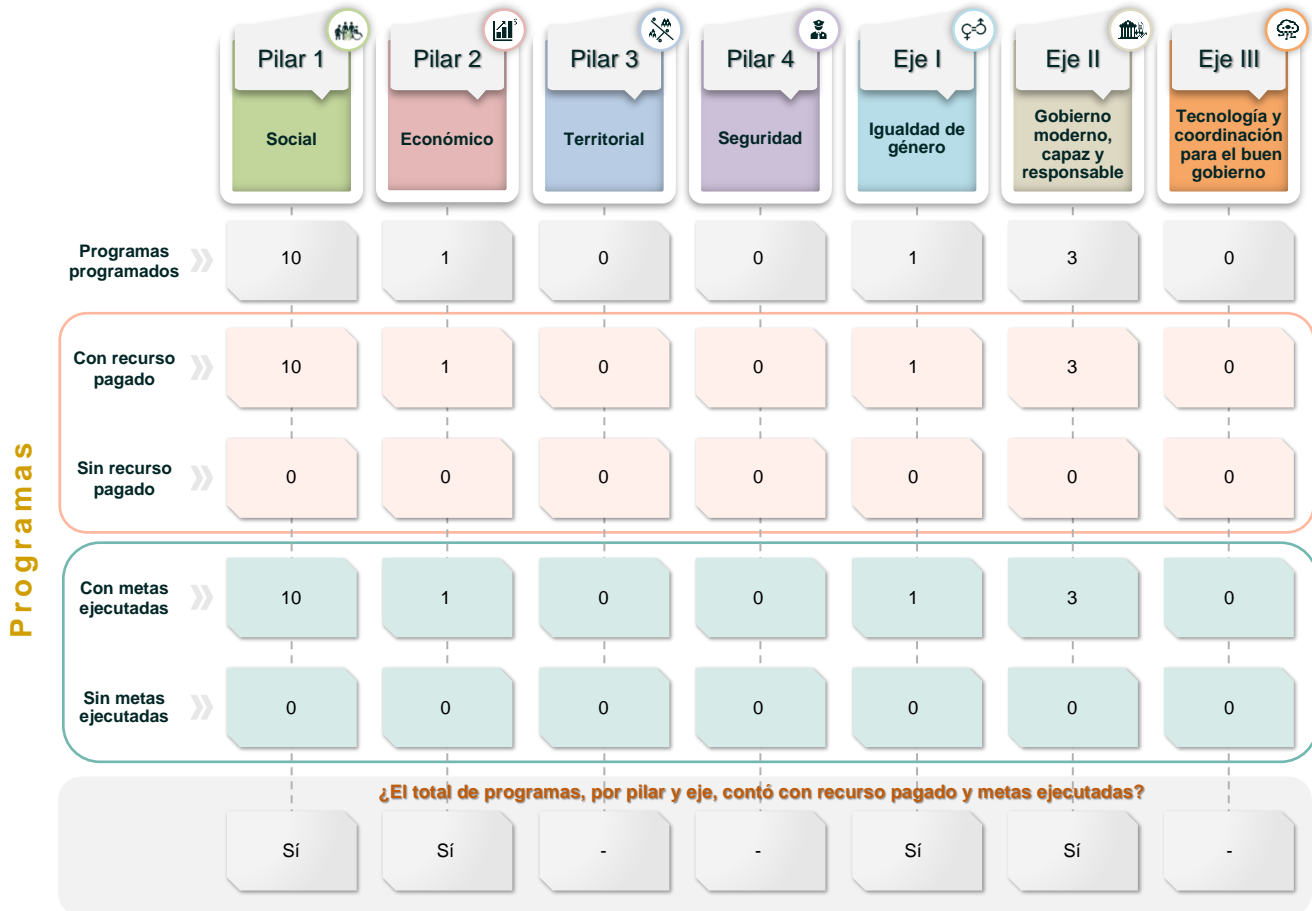 Pilar 1
Pilar 2
Pilar 3
Pilar 4
Eje I
Eje II
Eje III
Social
Económico
Territorial
Seguridad
Igualdad de
género
Gobierno
moderno,
capaz y
responsable
Tecnología y
coordinación
para el buen
gobierno
Programas
Programas
programados
10 1 0 0 1 3 0
Con recurso
pagado
10 1 0 0 1 3 0
Sin recurso
pagado
0 0 0 0 0 0 0
Con metas
ejecutadas
10 1 0 0 1 3 0
Sin metas
ejecutadas
0 0 0 0 0 0 0
¿El total de programas, por pilar y eje, contó con recurso pagado y metas ejecutadas?
Sí Sí - - Sí Sí -